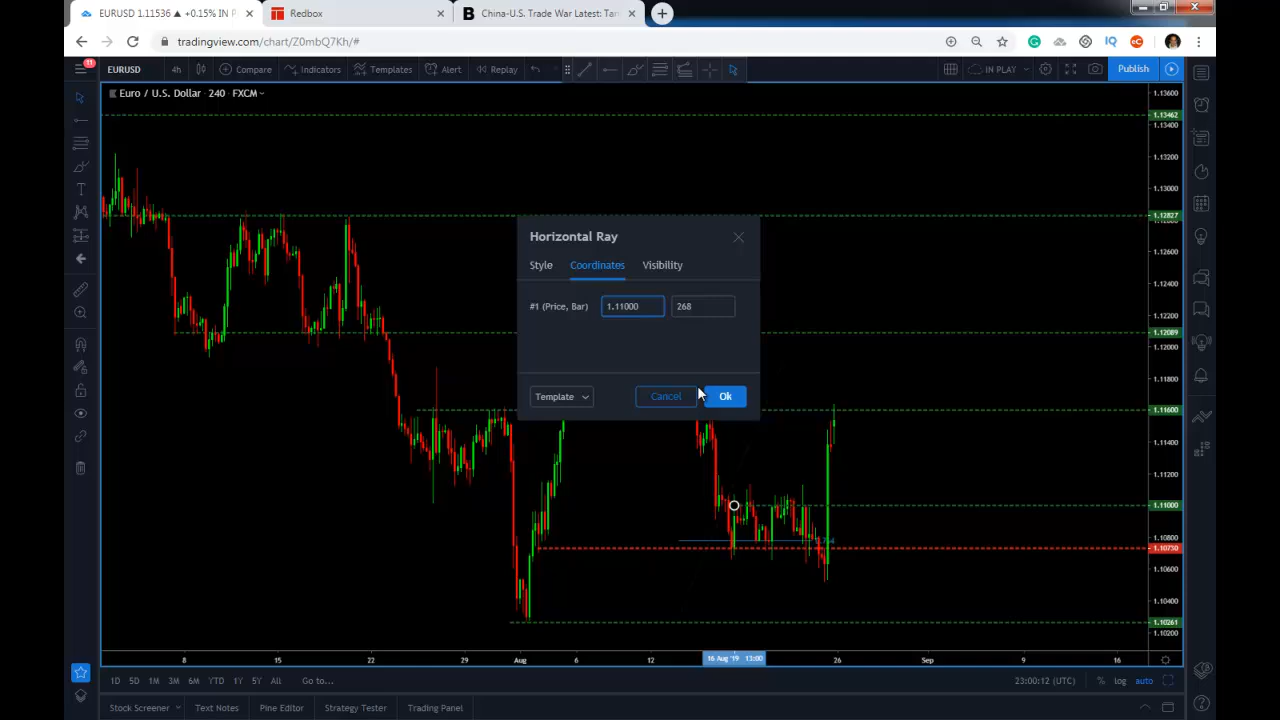 EURUSD 1.11536 ▲ +0.15% IN P
Redbox
China-U.S. Trade War Latest: Tar
tradingview.com/chart/Z0mbQ7Kh/#
11
EURUSD
4h
Compare
Indicators
Templates
Alert
Replay
IN PLAY
Publish
Euro / U.S. Dollar · 240 · FXCM
1.13600
1.13462
1.13400
1.13200
1.13000
1.12827
1.12600
1.12400
1.12200
1.12089
1.12000
1.11800
1.11600
1.11400
1.11200
1.11000
1.10800
1.10730
1.10600
1.10400
1.10261
1.10200
Horizontal Ray
Style
Coordinates
Visibility
#1 (Price, Bar)
1.11000
268
Template
Cancel
Ok
8
15
22
29
Aug
6
12
16 Aug '19 13:00
26
Sep
9
16
1D 5D 1M 3M 6M YTD 1Y 5Y All
Go to...
23:00:12 (UTC)
%
log
auto
Stock Screener
Text Notes
Pine Editor
Strategy Tester
Trading Panel